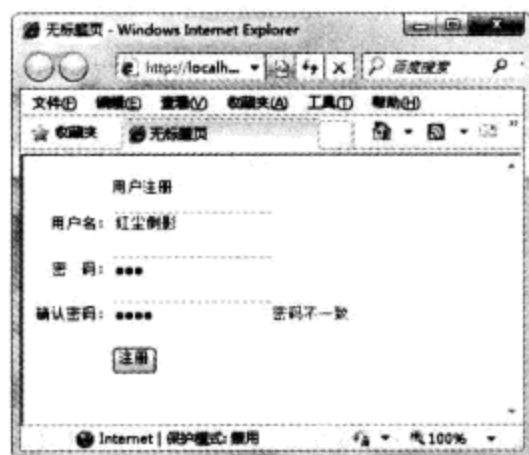 无标题页 - Windows Internet Explorer
http://localh...
百度搜索
文件(F) 编辑(E) 查看(V) 收藏夹(A) 工具(T) 帮助(H)
收藏夹 无标题页
用户注册
用户名: 红尘倒影
密 码: ●●●
确认密码: ●●●● 密码不一致
注册
Internet | 保护模式: 禁用 100%